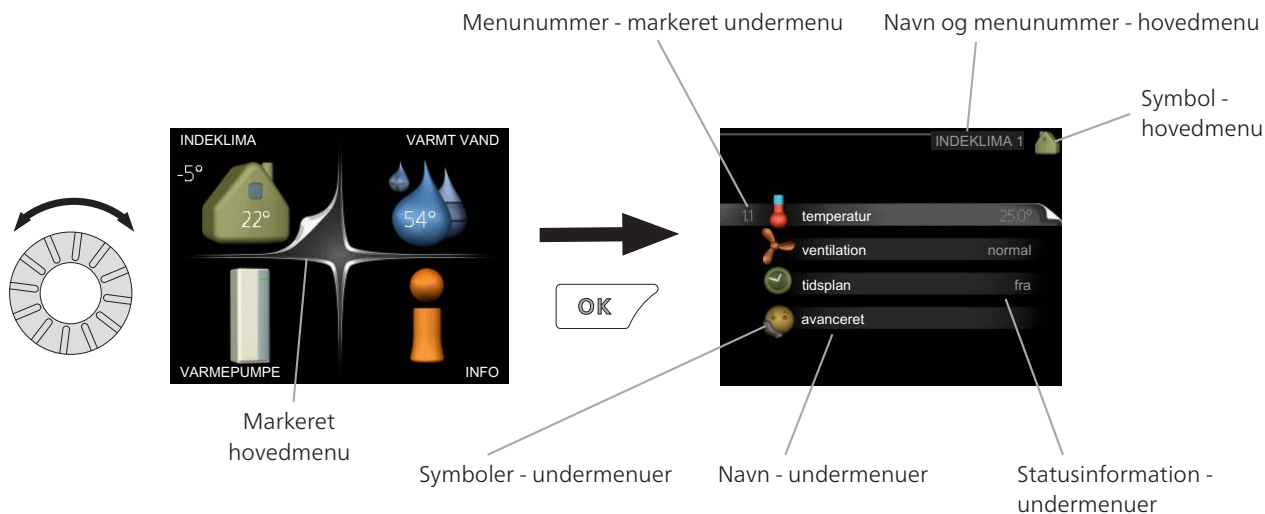 Menunummer - markeret undermenu
Navn og menunummer - hovedmenu
Symbol -
hovedmenu
INDEKLIMA
VARMT VAND
-5°
22°
54°
VARMEPUMPE
INFO
OK
INDEKLIMA 1
1.1
temperatur
25.0°
ventilation
normal
tidsplan
fra
avanceret
Markeret
hovedmenu
Symboler - undermenuer
Navn - undermenuer
Statusinformation -
undermenuer